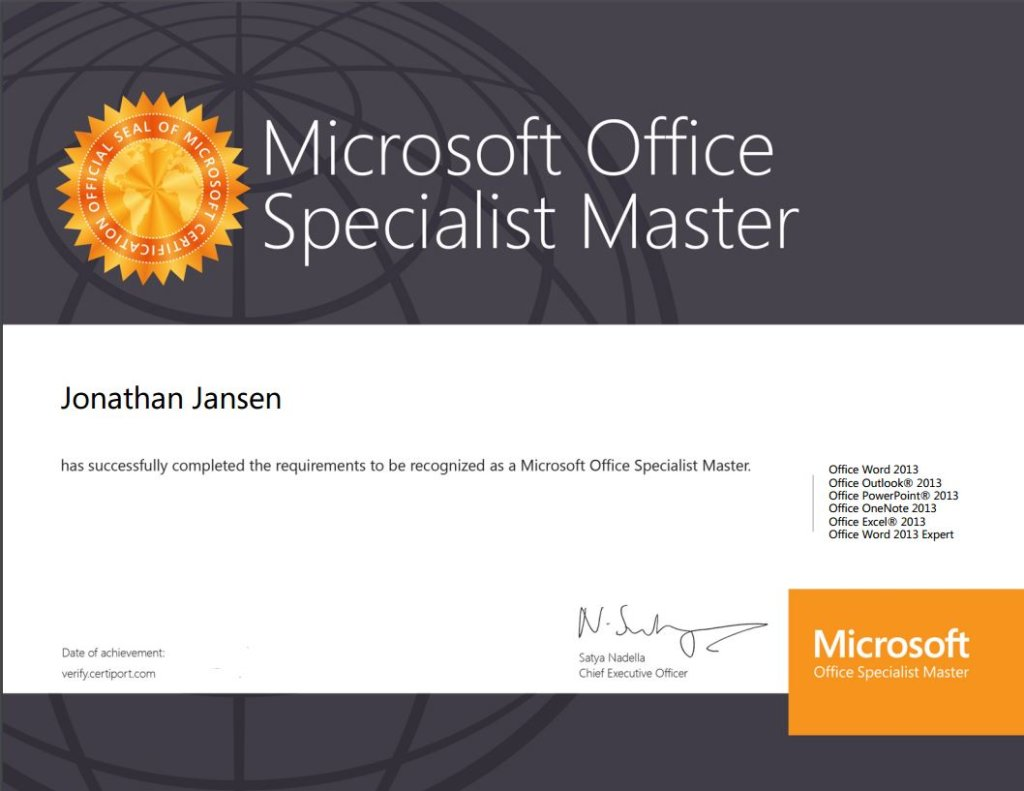 OFFICIAL SEAL OF MICROSOFT CERTIFICATION
Microsoft Office
Specialist Master
Jonathan Jansen
has successfully completed the requirements to be recognized as a Microsoft Office Specialist Master.
Office Word 2013
Office Outlook® 2013
Office PowerPoint® 2013
Office OneNote 2013
Office Excel® 2013
Office Word 2013 Expert
Date of achievement:
verify.certiport.com
Satya Nadella
Chief Executive Officer
Microsoft
Office Specialist Master